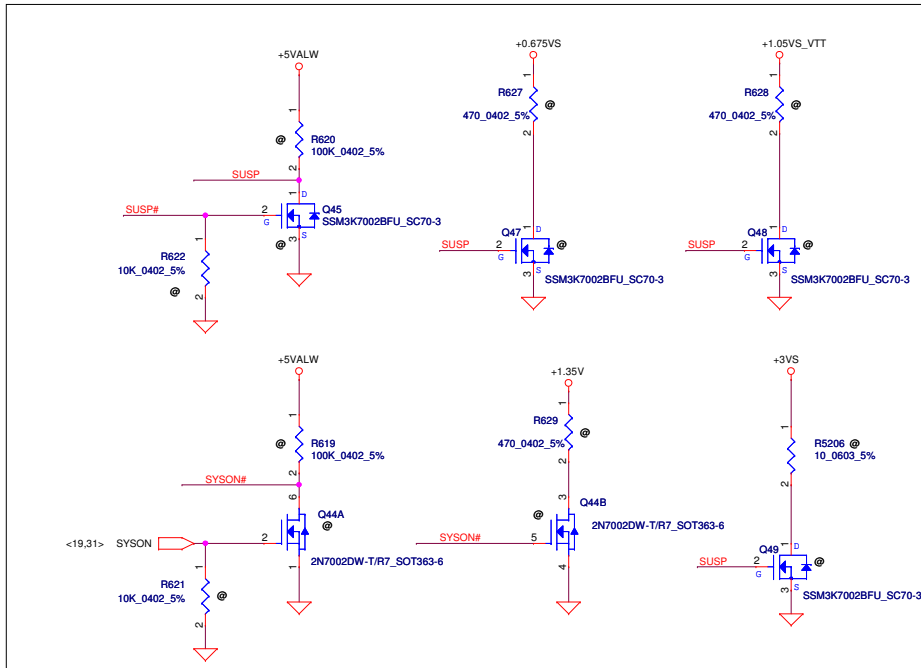 +5VALW
1
@
R620
100K_0402_5%
2
SUSP
1
D
SUSP#
2
G
Q45
SSM3K7002BFU_SC70-3
@
3
S
1
R622
10K_0402_5%
@
2
+0.675VS
1
R627
@
470_0402_5%
2
1
D
Q47
@
SUSP
2
G
S
3
SSM3K7002BFU_SC70-3
+1.05VS_VTT
1
R628
@
470_0402_5%
2
1
D
Q48
@
SUSP
2
G
S
3
SSM3K7002BFU_SC70-3
+5VALW
1
@
R619
100K_0402_5%
2
SYSON#
6
Q44A
@
<19,31>
SYSON
2
2N7002DW-T/R7_SOT363-6
1
1
R621
10K_0402_5%
@
2
+1.35V
1
R629
@
470_0402_5%
2
3
Q44B
@
2N7002DW-T/R7_SOT363-6
SYSON#
5
4
+3VS
1
R5206 @
10_0603_5%
2
1
D
Q49
@
SUSP
2
G
S
3
SSM3K7002BFU_SC70-3